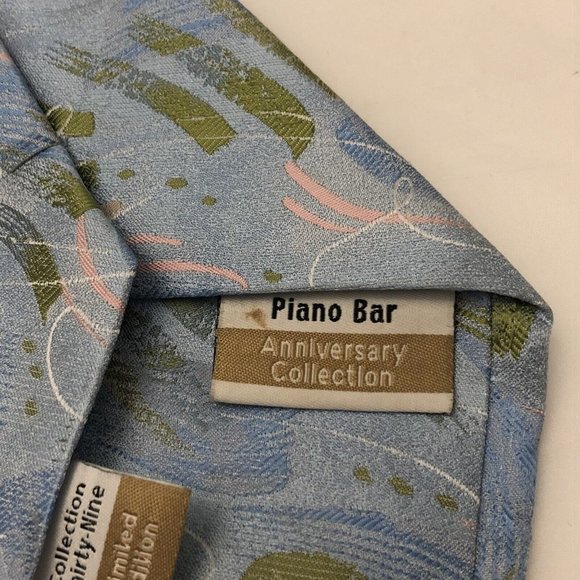 Piano Bar
Anniversary
Collection
Collection
Thirty-Nine
Limited
Edition